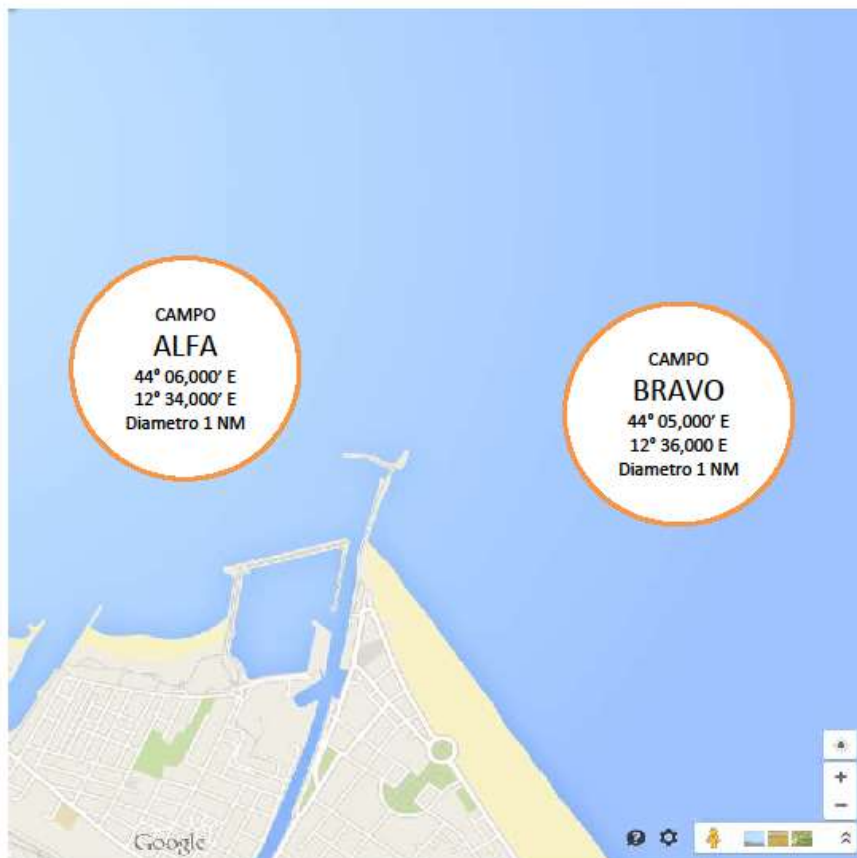 CAMPO
ALFA
44° 06,000’ E
12° 34,000’ E
Diametro 1 NM
CAMPO
BRAVO
44° 05,000’ E
12° 36,000 E
Diametro 1 NM
Google